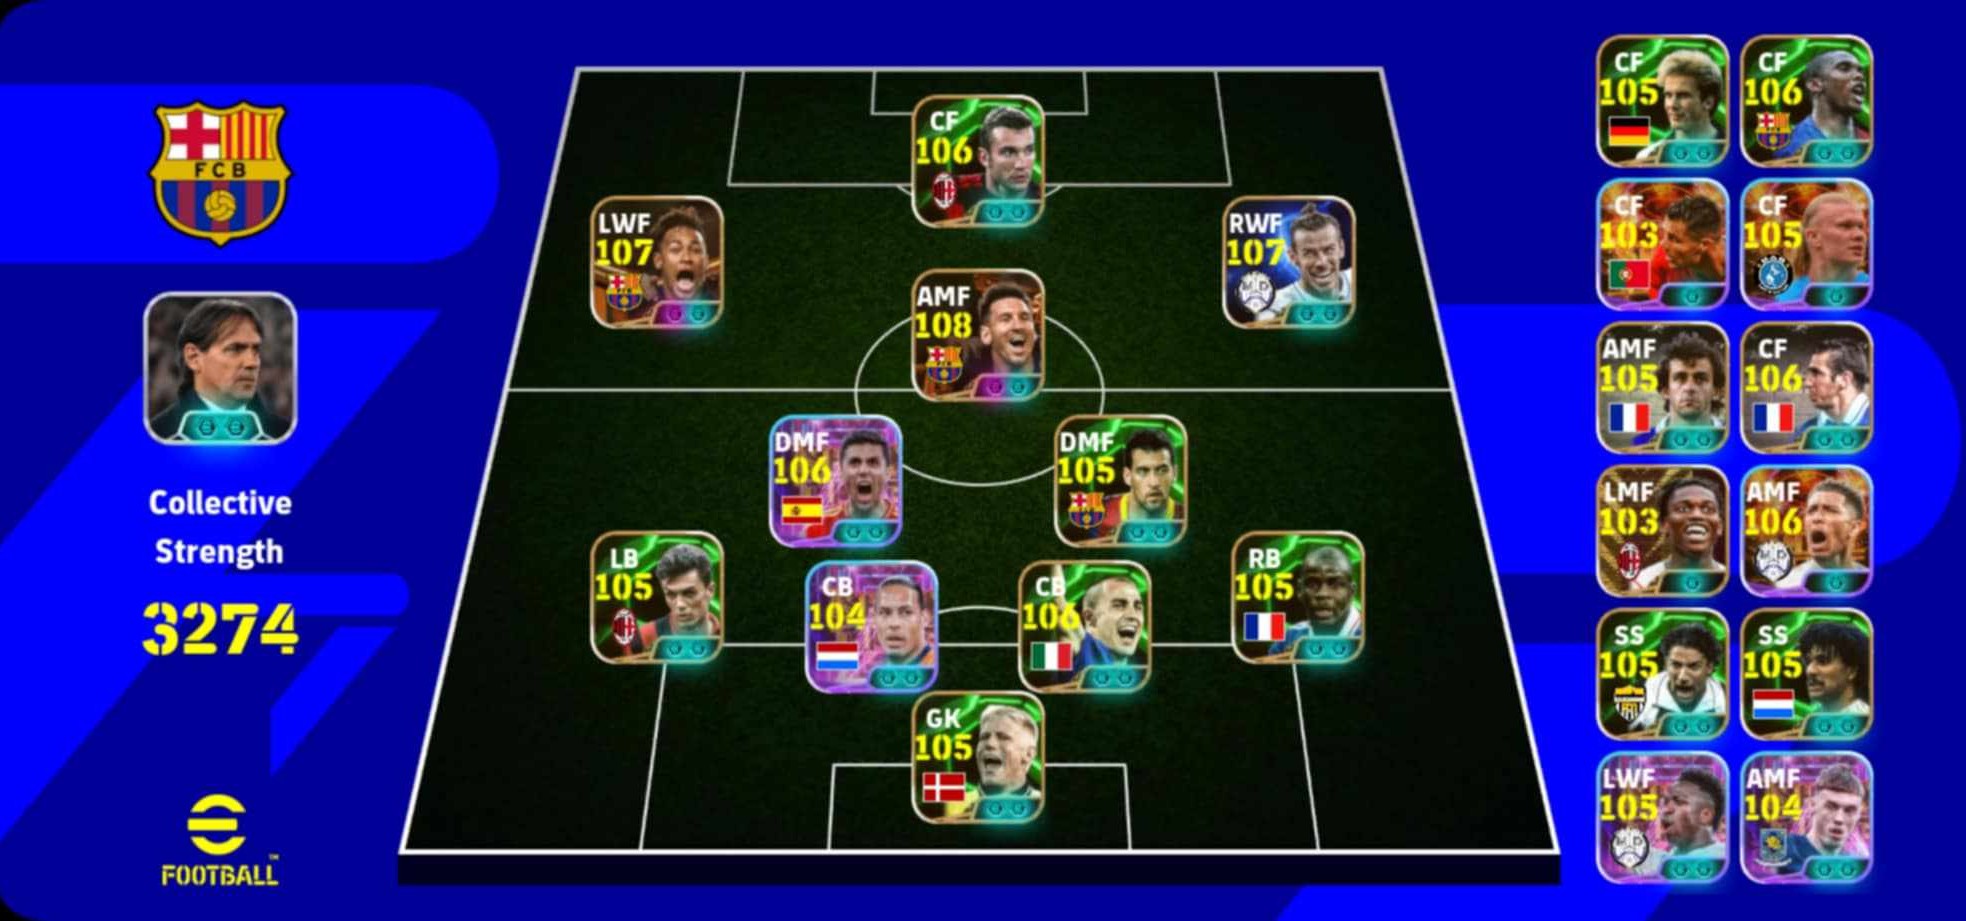 FCB
Collective
Strength
3274
FOOTBALL™
CF
106
LWF
107
RWF
107
AMF
108
DMF
106
DMF
105
LB
105
CB
104
CB
106
RB
105
GK
105
CF
105
CF
106
CF
103
CF
105
AMF
105
CF
106
LMF
103
AMF
106
SS
105
SS
105
LWF
105
AMF
104